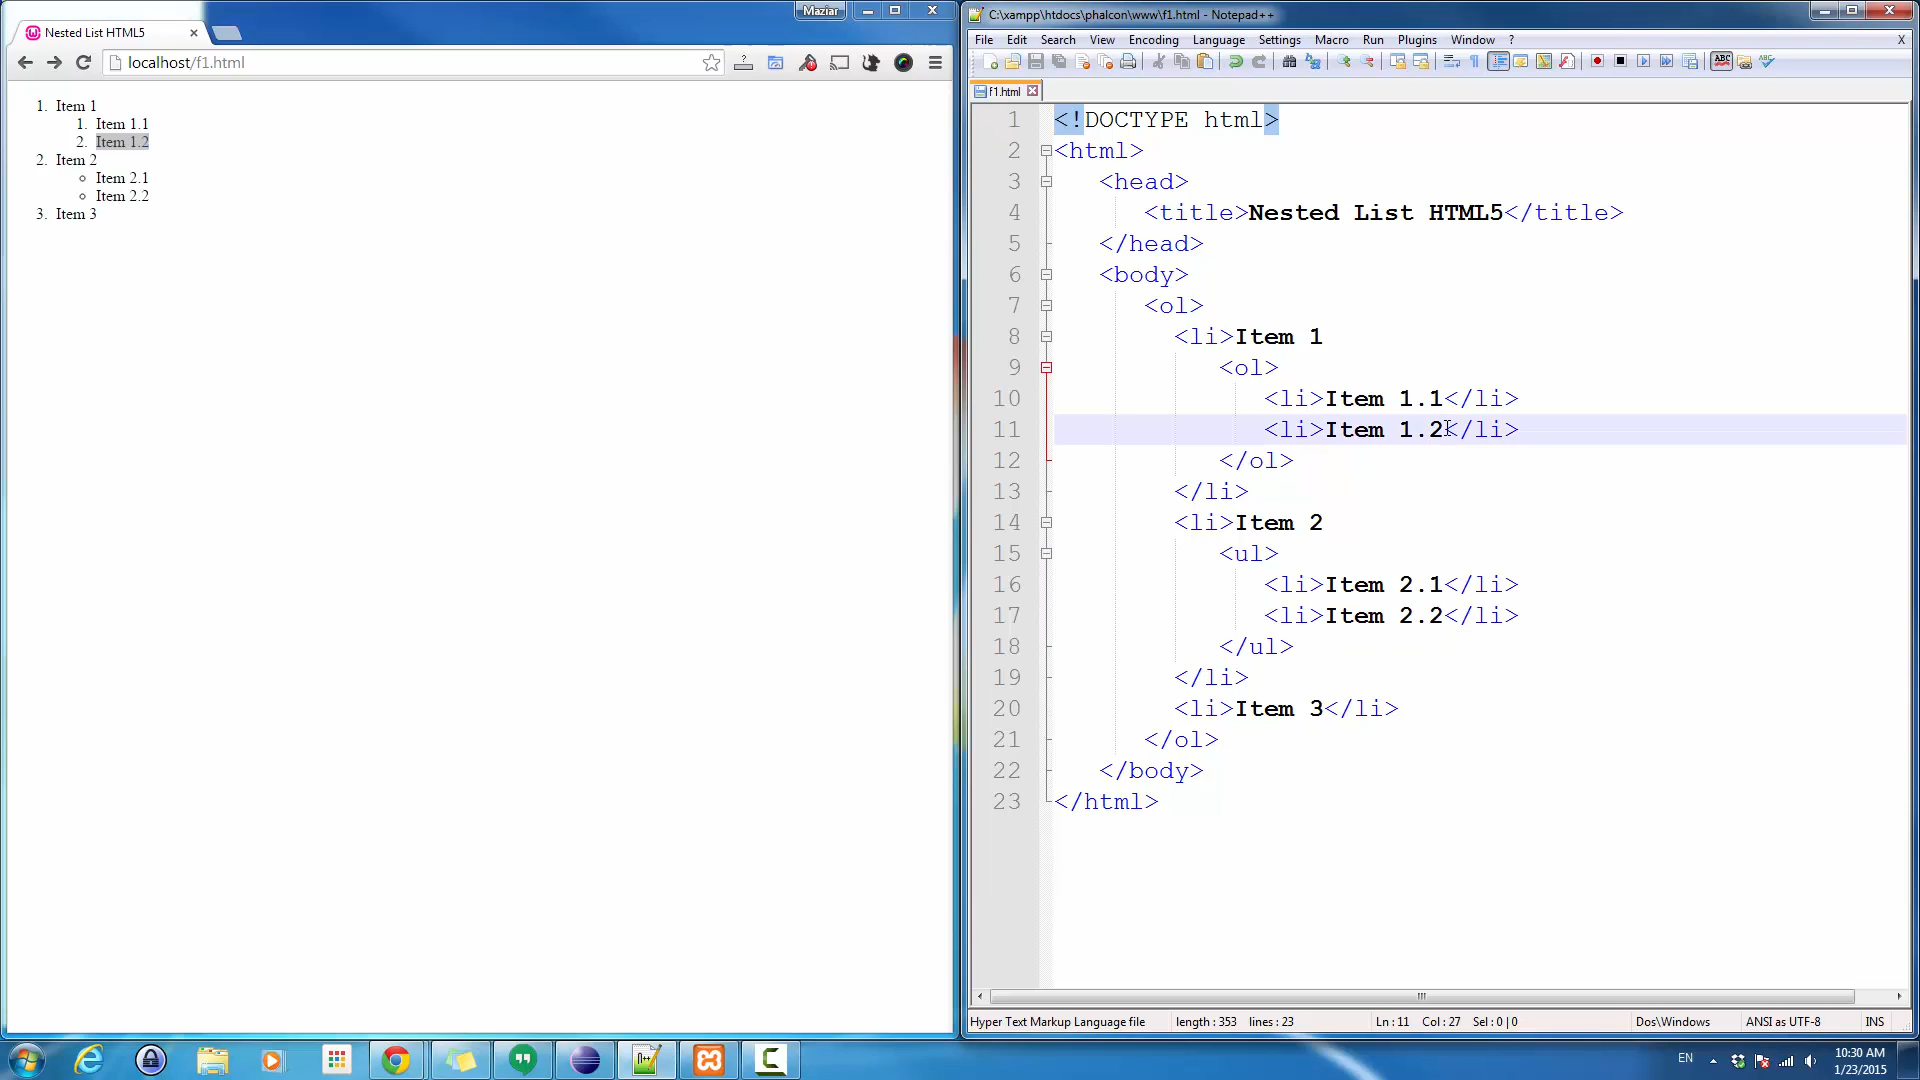 Maziar
Nested List HTML5
localhost/f1.html
1. Item 1
1. Item 1.1
2. Item 1.2
2. Item 2
Item 2.1
Item 2.2
3. Item 3
C:\xampp\htdocs\phalcon\www\f1.html - Notepad++
File Edit Search View Encoding Language Settings Macro Run Plugins Window ? X
f1.html
1 <!DOCTYPE html>
2 <html>
3 <head>
4 <title>Nested List HTML5</title>
5 </head>
6 <body>
7 <ol>
8 <li>Item 1
9 <ol>
10 <li>Item 1.1</li>
11 <li>Item 1.2</li>
12 </ol>
13 </li>
14 <li>Item 2
15 <ul>
16 <li>Item 2.1</li>
17 <li>Item 2.2</li>
18 </ul>
19 </li>
20 <li>Item 3</li>
21 </ol>
22 </body>
23 </html>
Hyper Text Markup Language file length : 353 lines : 23 Ln : 11 Col : 27 Sel : 0 | 0 Dos\Windows ANSI as UTF-8 INS
EN
10:30 AM
1/23/2015